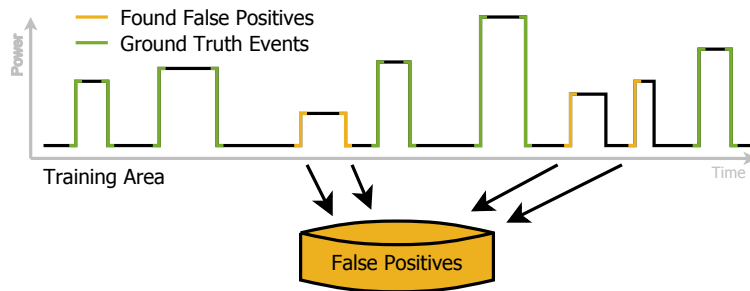 Found False Positives
Ground Truth Events
Power
Time
Training Area
False Positives